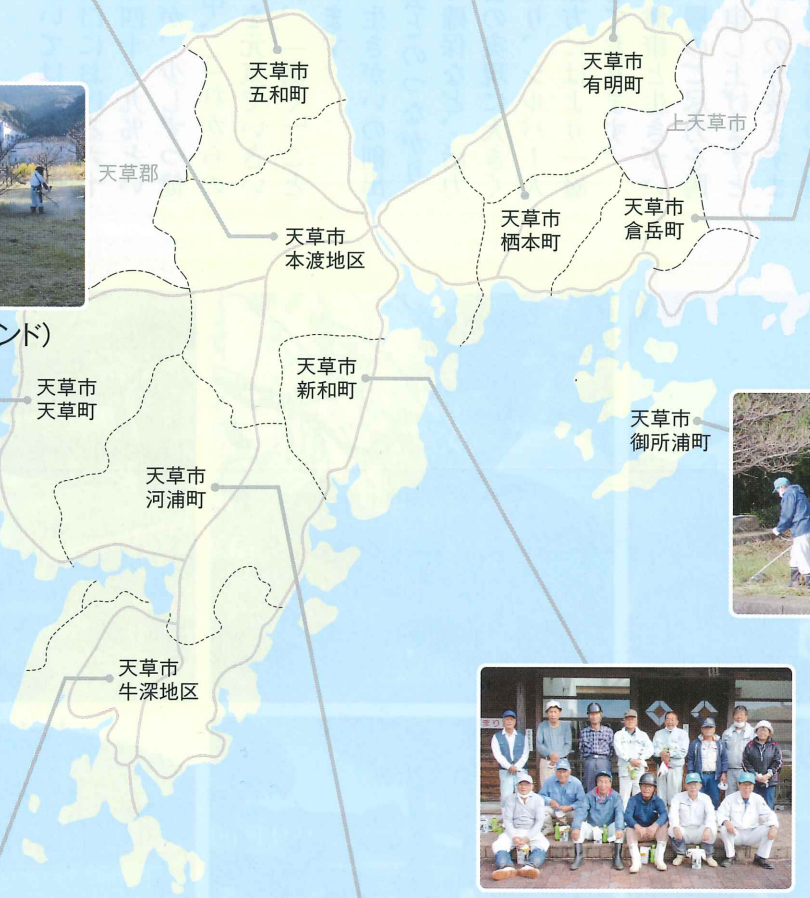 天草市
五和町
天草市
有明町
上天草市
天草郡
天草市
栖本町
天草市
倉岳町
天草市
本渡地区
ンド)
天草市
天草町
天草市
新和町
天草市
御所浦町
天草市
河浦町
天草市
牛深地区